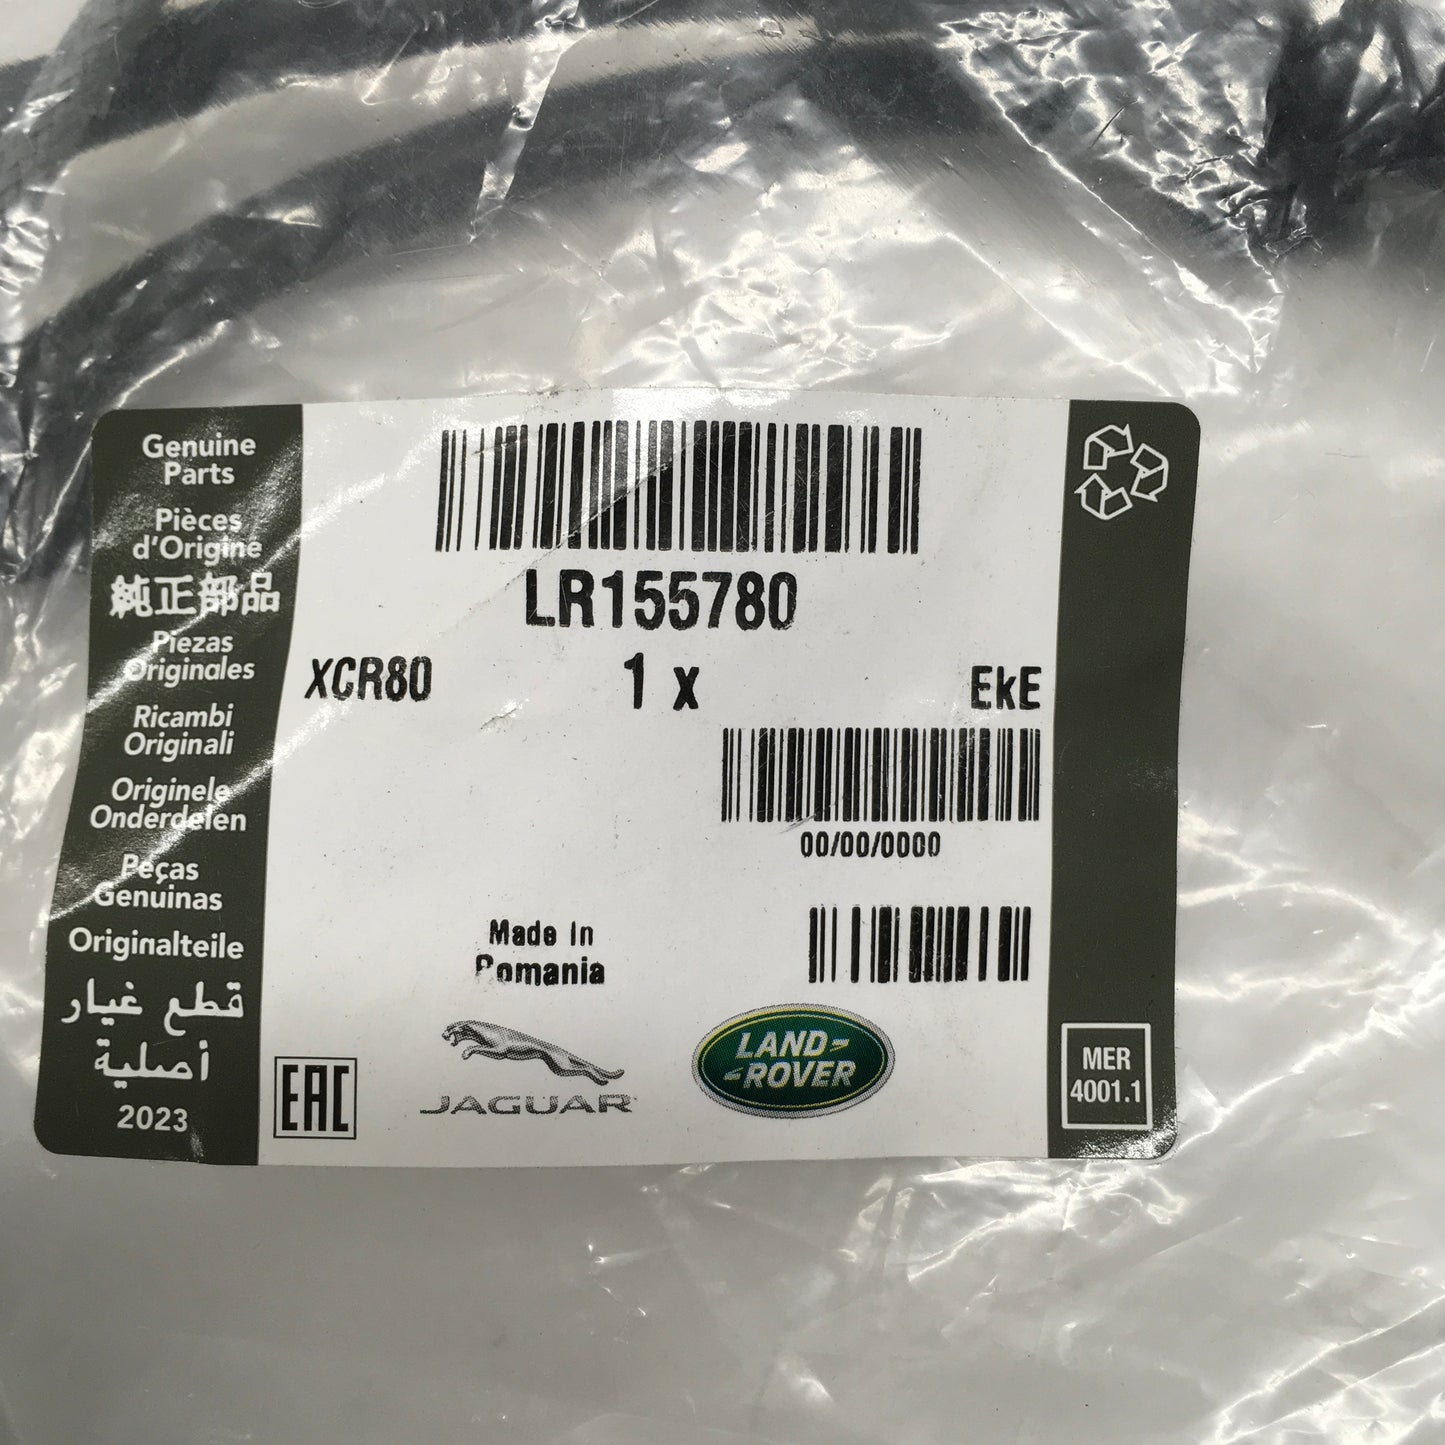 Genuine
Parts
Pièces
d'Origine
純正部品
Piezas
Originales
Ricambi
Originali
Originele
Onderdelen
Peças
Genuinas
Originalteile
قطع غيار
أصلية
2023
LR155780
XCR80 1 x EkE
00/00/0000
Made in
Romania
EAC
JAGUAR
LAND-
-ROVER
MER
4001.1